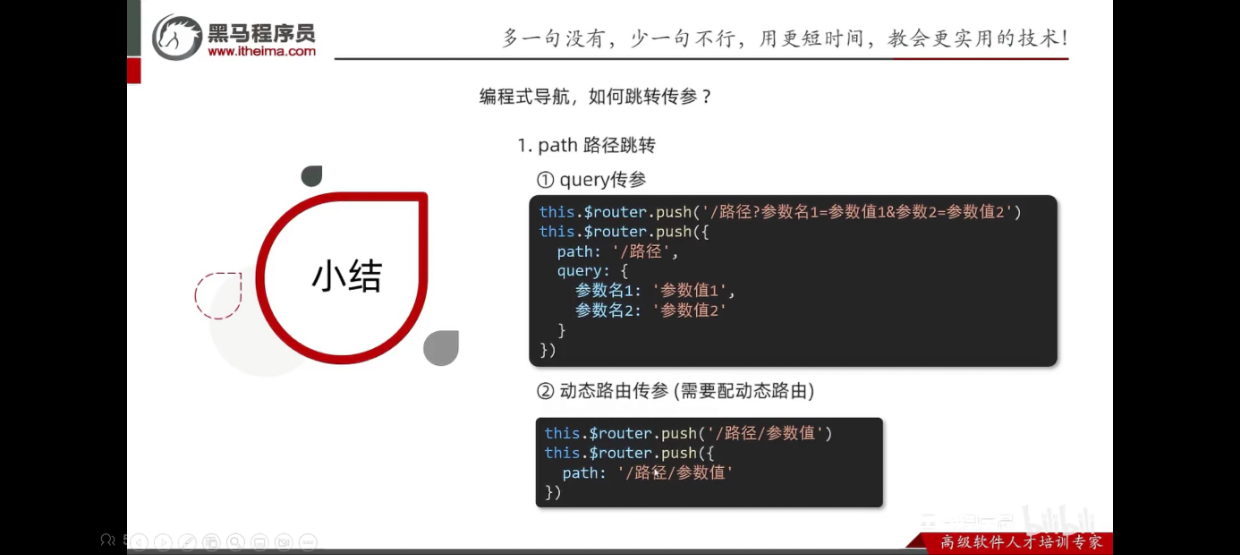 黑马程序员
www.itheima.com
多一句没有，少一句不行，用更短时间，教会更实用的技术！
编程式导航，如何跳转传参？
1. path 路径跳转
① query传参
this.$router.push('/路径?参数名1=参数值1&参数2=参数值2')
this.$router.push({
  path: '/路径',
  query: {
    参数名1: '参数值1',
    参数名2: '参数值2'
  }
})
小结
② 动态路由传参 (需要配动态路由)
this.$router.push('/路径/参数值')
this.$router.push({
  path: '/路径/参数值'
})
bilibili
高级软件人才培训专家